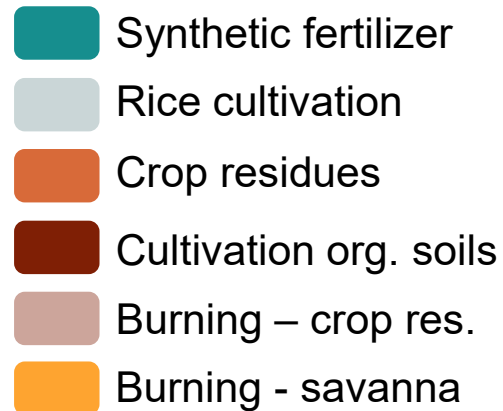 Synthetic fertilizer
Rice cultivation
Crop residues
Cultivation org. soils
Burning – crop res.
Burning - savanna